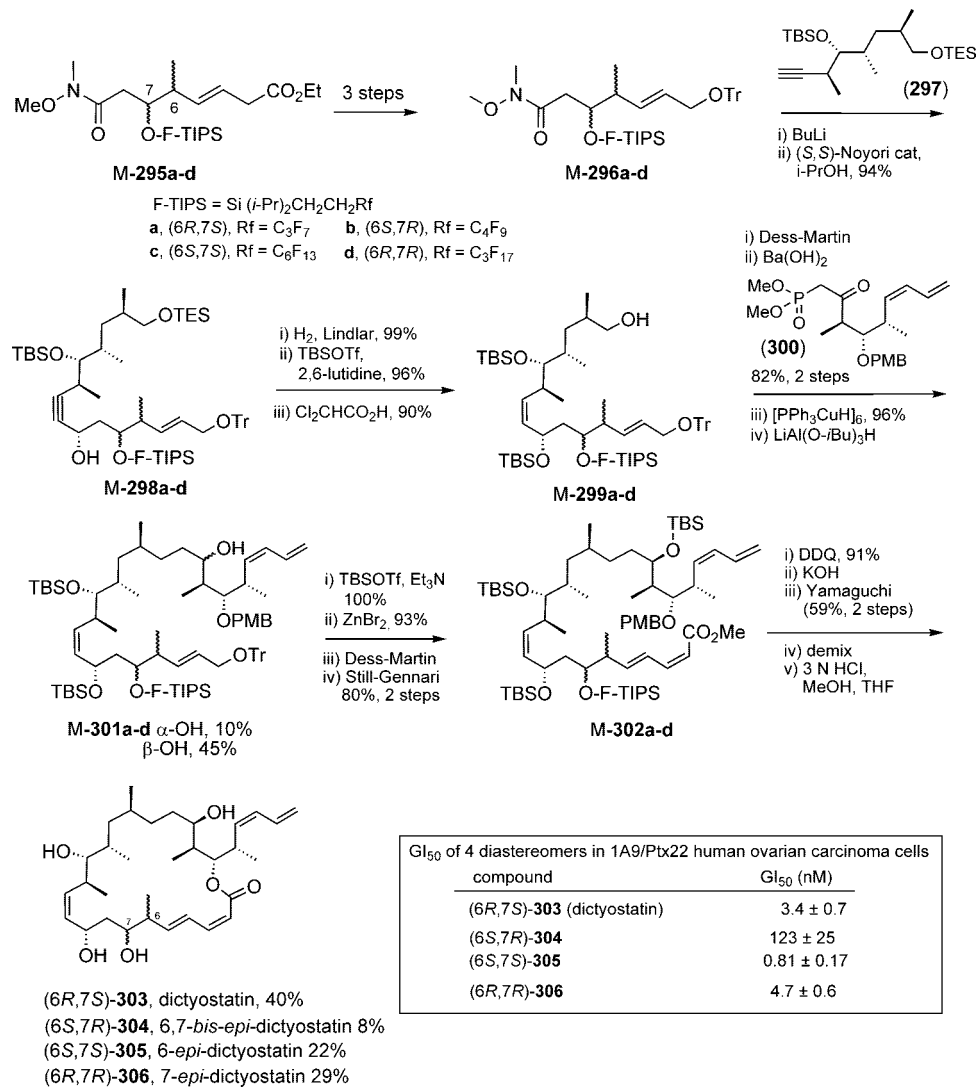 N
MeO
O
7
6
O-F-TIPS
CO2Et
M-295a-d
3 steps
N
O
O
O-F-TIPS
OTr
M-296a-d
TBSO
OTES
(297)
i) BuLi
ii) (S,S)-Noyori cat,
i-PrOH, 94%
F-TIPS = Si (i-Pr)2CH2CH2Rf
a, (6R,7S), Rf = C3F7 b, (6S,7R), Rf = C4F9
c, (6S,7S), Rf = C6F13 d, (6R,7R), Rf = C3F17
OTES
TBSO
OTr
OH O-F-TIPS
M-298a-d
i) H2, Lindlar, 99%
ii) TBSOTf,
2,6-lutidine, 96%
iii) Cl2CHCO2H, 90%
OH
TBSO
OTr
TBSO O-F-TIPS
M-299a-d
i) Dess-Martin
ii) Ba(OH)2
MeO O
MeO P
O
OPMB
(300)
82%, 2 steps
iii) [PPh3CuH]6, 96%
iv) LiAl(O-iBu)3H
OH
TBSO
OPMB
OTr
TBSO O-F-TIPS
M-301a-d α-OH, 10%
β-OH, 45%
i) TBSOTf, Et3N
100%
ii) ZnBr2, 93%
iii) Dess-Martin
iv) Still-Gennari
80%, 2 steps
TBS
O
TBSO
PMBO
CO2Me
TBSO O-F-TIPS
M-302a-d
i) DDQ, 91%
ii) KOH
iii) Yamaguchi
(59%, 2 steps)
iv) demix
v) 3 N HCl,
MeOH, THF
OH
HO
O
O
7
6
OH OH
(6R,7S)-303, dictyostatin, 40%
(6S,7R)-304, 6,7-bis-epi-dictyostatin 8%
(6S,7S)-305, 6-epi-dictyostatin 22%
(6R,7R)-306, 7-epi-dictyostatin 29%
GI50 of 4 diastereomers in 1A9/Ptx22 human ovarian carcinoma cells
compound GI50 (nM)
(6R,7S)-303 (dictyostatin) 3.4 ± 0.7
(6S,7R)-304 123 ± 25
(6S,7S)-305 0.81 ± 0.17
(6R,7R)-306 4.7 ± 0.6